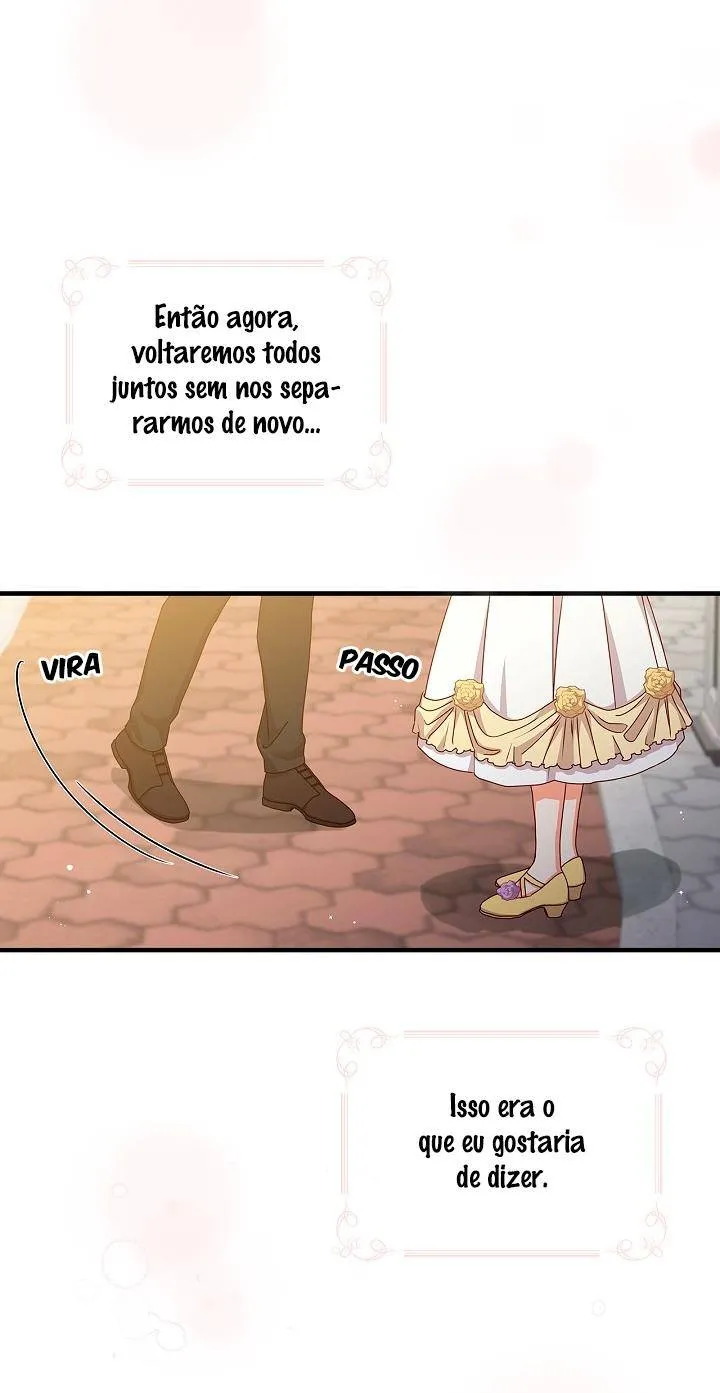 Então agora,
voltaremos todos
juntos sem nos sepa-
rarmos de novo...
VIRA
PASSO
Isso era o
que eu gostaria
de dizer.